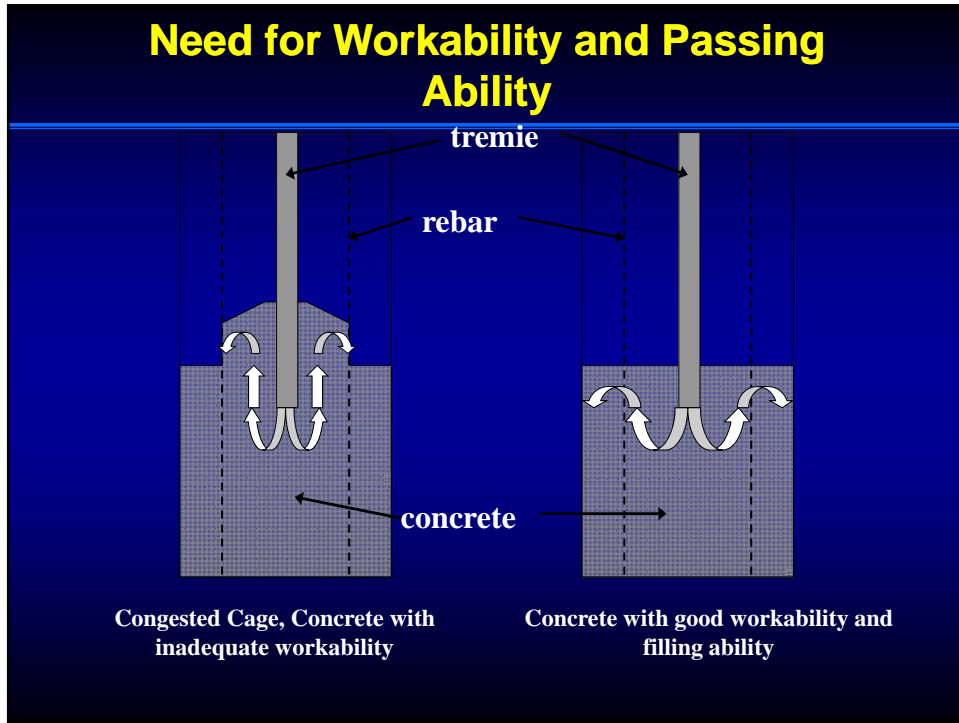 Need for Workability and Passing
Ability
tremie
rebar
concrete
Congested Cage, Concrete with
inadequate workability
Concrete with good workability and
filling ability